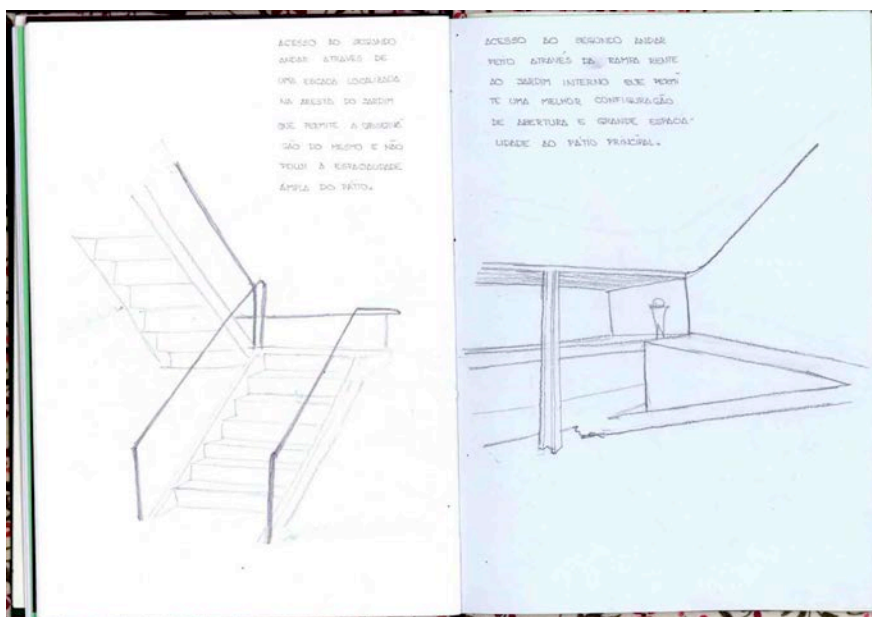 ACESSO AO SEGUNDO
ANDAR ATRAVÉS DE
UMA ESCADA LOCALIZADA
NA ARESTA DO JARDIM
QUE PERMITE A
ÇÃO DO MESMO E NÃO
POLUI A ESPACIALIDADE
AMPLA DO PÁTIO.
ACESSO AO SEGUNDO ANDAR
FEITO ATRAVÉS DA RAMPA RENTE
AO JARDIM INTERNO QUE PERMI
TE UMA MELHOR CONFIGURAÇÃO
DE ABERTURA E GRANDE ESPACIA-
LIDADE AO PÁTIO PRINCIPAL.